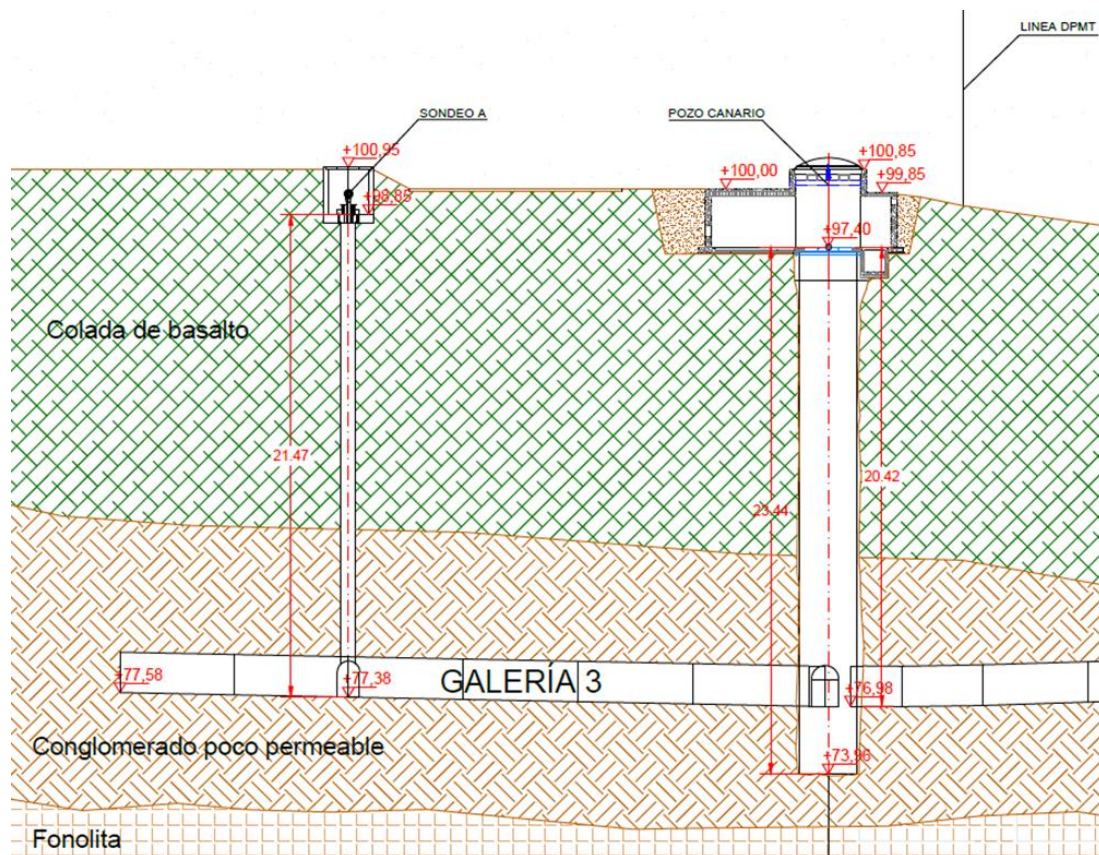 LINEA DPMT
SONDEO A
POZO CANARIO
+100,95
+100,85
+100,00
+99,85
+98,85
+97,40
Colada de basalto
21.47
20.42
23.44
+77,58
+77,38
GALERÍA 3
+76,98
Conglomerado poco permeable
+73,96
Fonolita